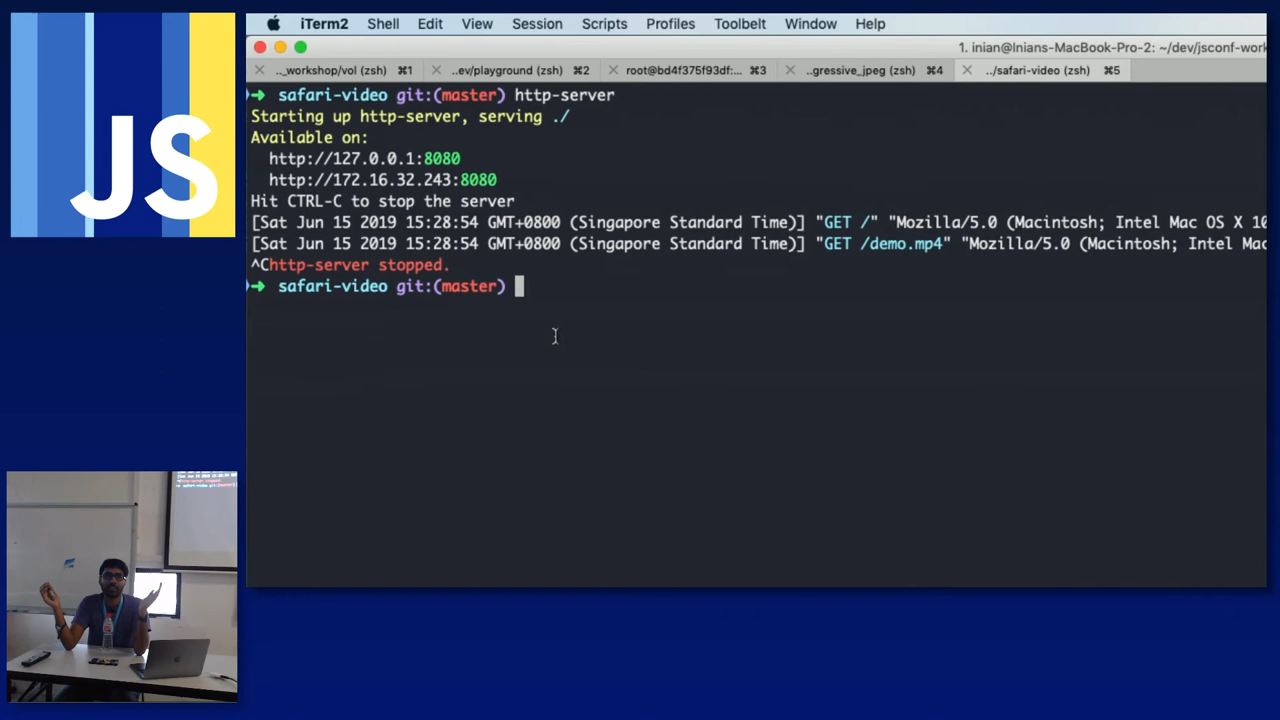 JS
iTerm2 Shell Edit View Session Scripts Profiles Toolbelt Window Help
1. inian@Inians-MacBook-Pro-2: ~/dev/jsconf-work
.._workshop/vol (zsh) ⌘1 ..ev/playground (zsh) ⌘2 root@bd4f375f93df:... ⌘3 ..gressive_jpeg (zsh) ⌘4 ../safari-video (zsh) ⌘5
➜ safari-video git:(master) http-server
Starting up http-server, serving ./
Available on:
http://127.0.0.1:8080
http://172.16.32.243:8080
Hit CTRL-C to stop the server
[Sat Jun 15 2019 15:28:54 GMT+0800 (Singapore Standard Time)] "GET /" "Mozilla/5.0 (Macintosh; Intel Mac OS X 10
[Sat Jun 15 2019 15:28:54 GMT+0800 (Singapore Standard Time)] "GET /demo.mp4" "Mozilla/5.0 (Macintosh; Intel Mac
^Chttp-server stopped.
➜ safari-video git:(master)